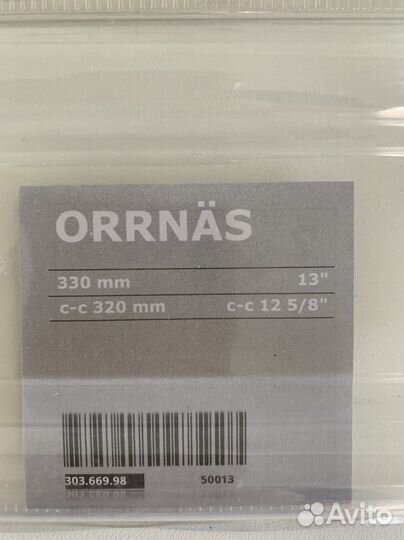 ORRNÄS
330 mm 13"
c-c 320 mm c-c 12 5/8"
303.669.98 50013
Avito